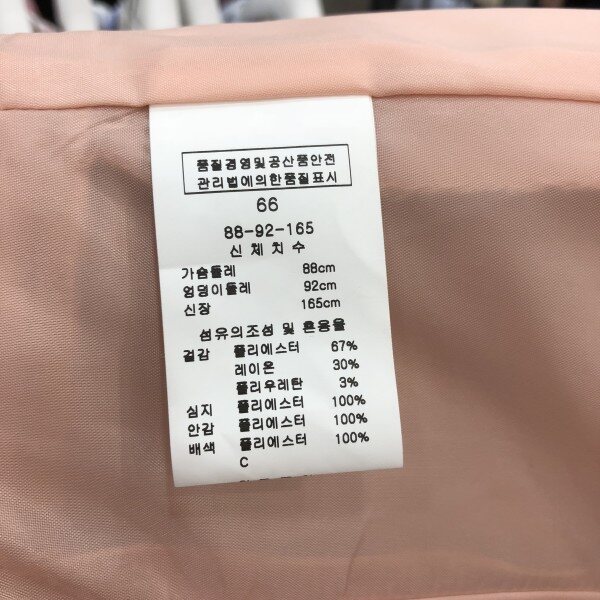 품질경영및공산품안전
관리법에의한품질표시
66
88-92-165
신체치수
가슴둘레 88cm
엉덩이둘레 92cm
신장 165cm
섬유의조성 및 혼용율
겉감 폴리에스터 67%
레이온 30%
폴리우레탄 3%
심지 폴리에스터 100%
안감 폴리에스터 100%
배색 폴리에스터 100%
C